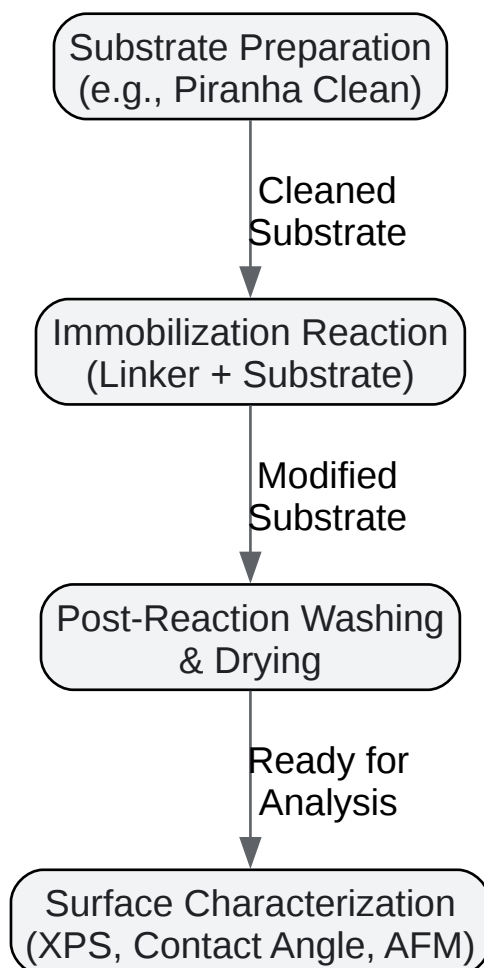 Substrate Preparation
(e.g., Piranha Clean)
Cleaned
Substrate
Immobilization Reaction
(Linker + Substrate)
Modified
Substrate
Post-Reaction Washing
& Drying
Ready for
Analysis
Surface Characterization
(XPS, Contact Angle, AFM)